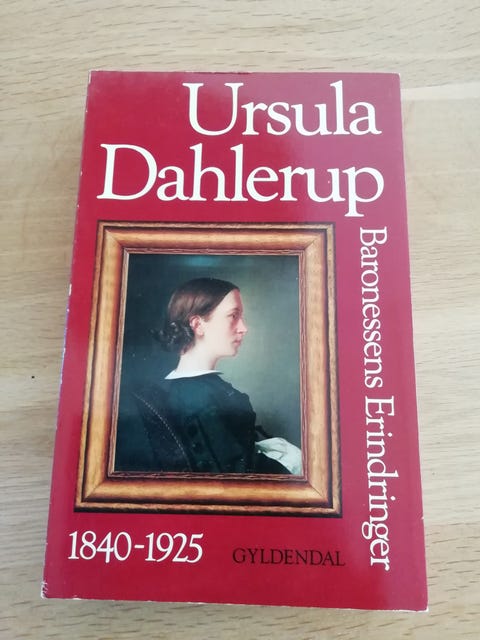 Ursula
Dahlerup
Baronessens Erindringer
1840-1925
GYLDENDAL